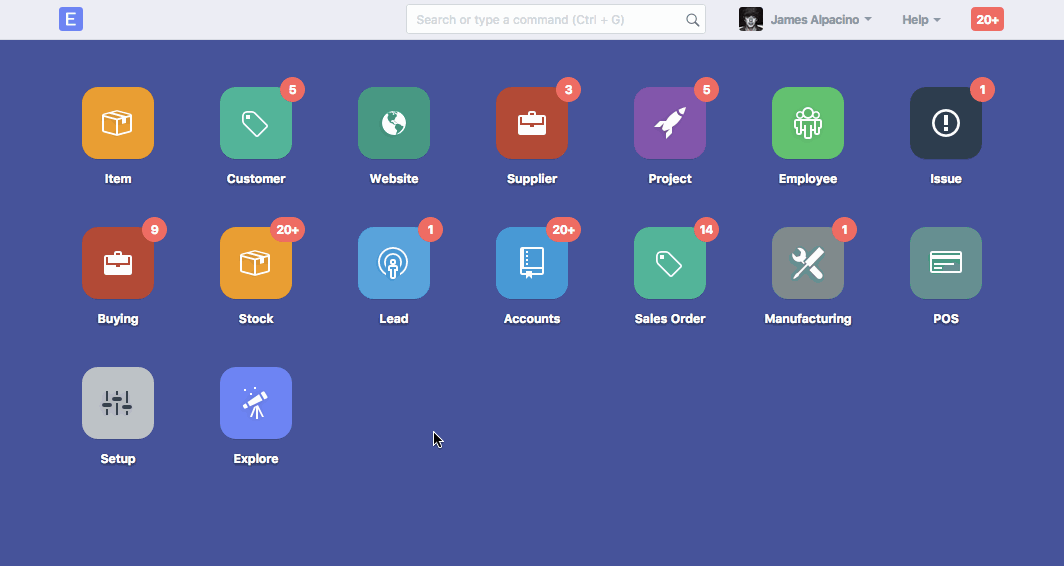 E
Search or type a command (Ctrl + G)
James Alpacino
Help
20+
5
3
5
1
Item
Customer
Website
Supplier
Project
Employee
Issue
9
20+
1
20+
14
1
Buying
Stock
Lead
Accounts
Sales Order
Manufacturing
POS
Setup
Explore